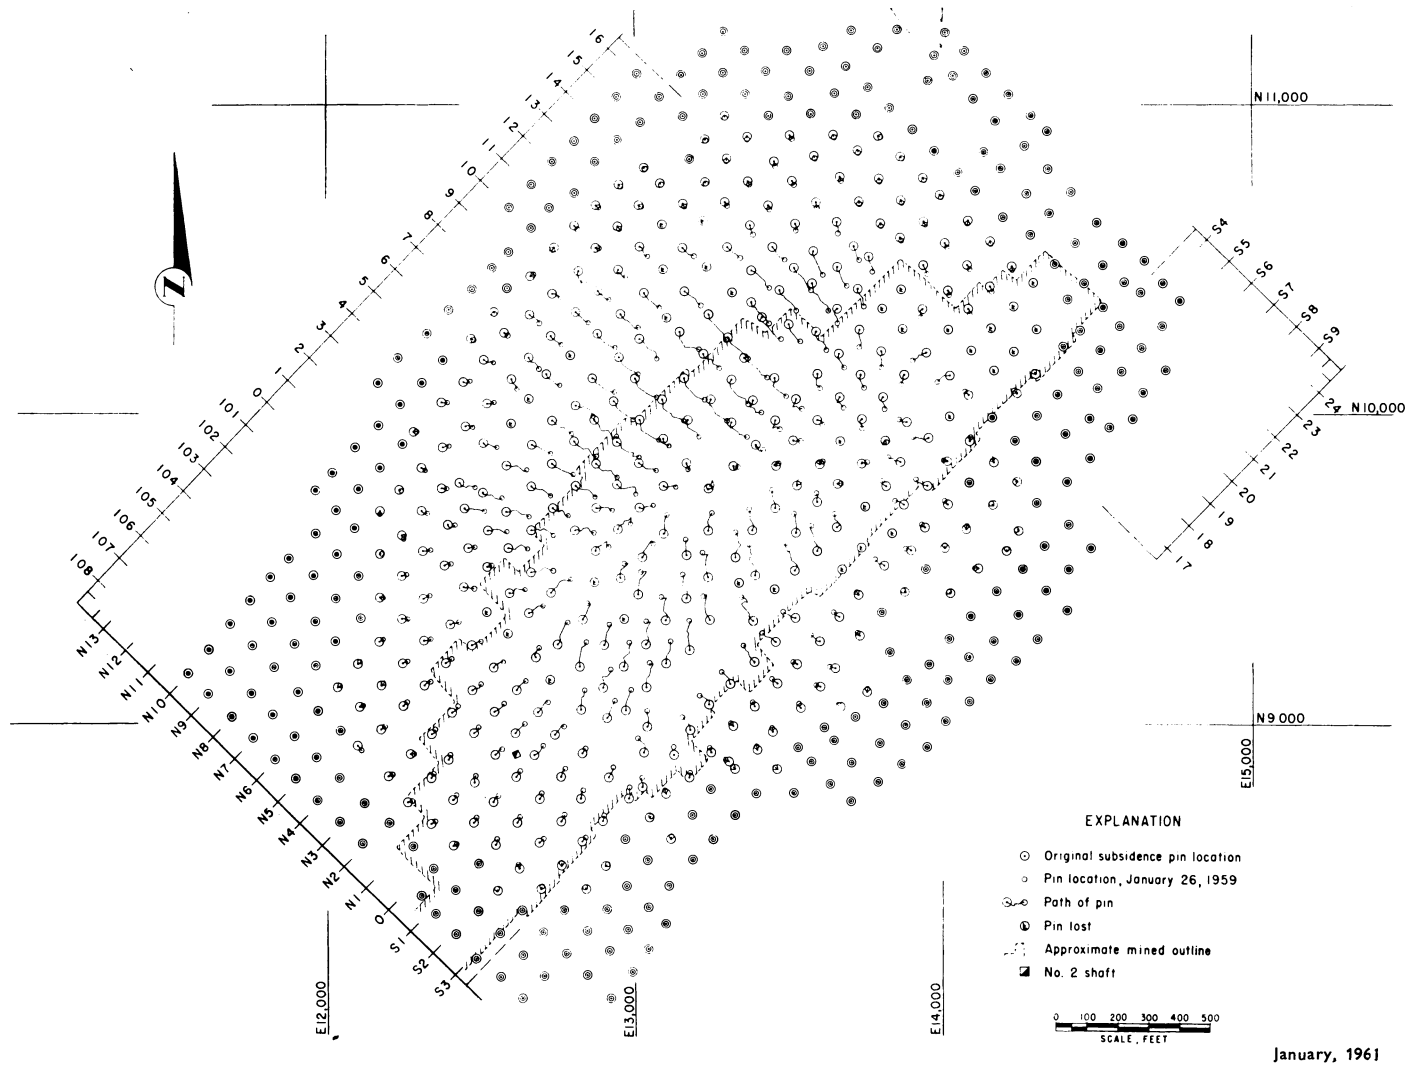 16
15
14
13
12
11
10
9
8
7
6
5
4
3
2
1
0
101
102
103
104
105
106
107
108
N13
N12
N11
N10
N9
N8
N7
N6
N5
N4
N3
N2
N1
0
S1
S2
S3
S4
S5
S6
S7
S8
S9
24
23
22
21
20
19
18
17
N11,000
N10,000
N9000
E12,000
E13,000
E14,000
E15,000
N
EXPLANATION
Original subsidence pin location
Pin location, January 26, 1959
Path of pin
Pin lost
Approximate mined outline
No. 2 shaft
0 100 200 300 400 500
SCALE, FEET
January, 1961